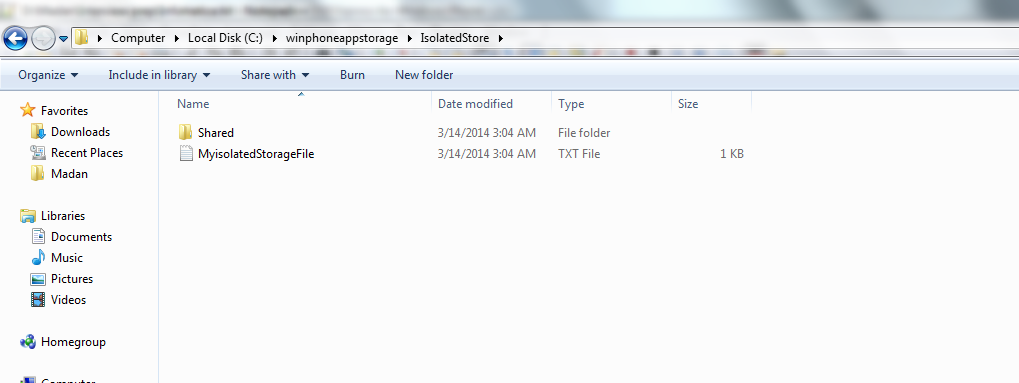 Computer Local Disk (C:) winphoneappstorage IsolatedStore
Organize Include in library Share with Burn New folder
Name Date modified Type Size
Shared 3/14/2014 3:04 AM File folder
MyisolatedStorageFile 3/14/2014 3:04 AM TXT File 1 KB
Favorites
Downloads
Recent Places
Madan
Libraries
Documents
Music
Pictures
Videos
Homegroup
Computer